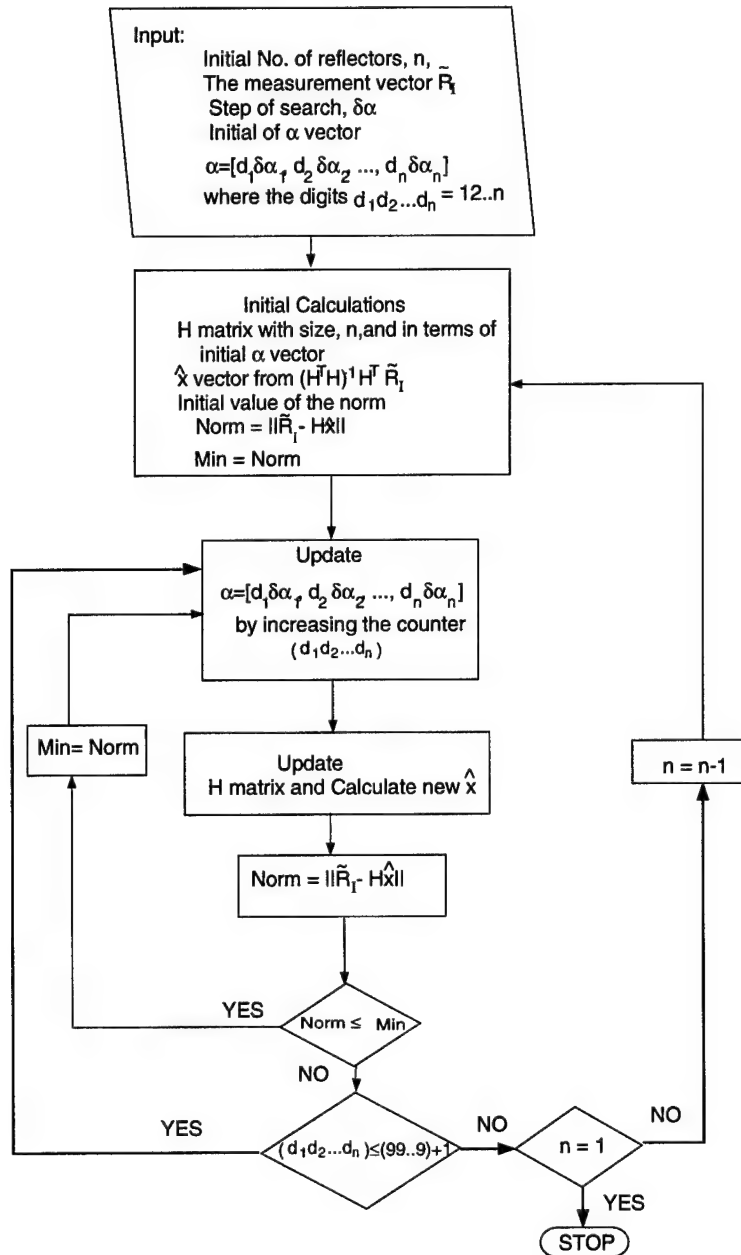 Input:
Initial No. of reflectors, n,
The measurement vector R̃_I
Step of search, δα
Initial of α vector
α=[d₁δα₁, d₂ δα₂, ..., dₙ δαₙ]
where the digits d₁d₂...dₙ = 12..n
Initial Calculations
H matrix with size, n,and in terms of
initial α vector
x̂ vector from (HᵀH)⁻¹ Hᵀ R̃_I
Initial value of the norm
Norm = ||R̃_I - Hx̂||
Min = Norm
Update
α=[d₁δα₁, d₂ δα₂, ..., dₙ δαₙ]
by increasing the counter
(d₁d₂...dₙ)
Min= Norm
n = n-1
Update
H matrix and Calculate new x̂
Norm = ||R̃_I - Hx̂||
YES
Norm ≤ Min
NO
YES
(d₁d₂...dₙ)≤(99..9)+1
NO
n = 1
NO
YES
STOP